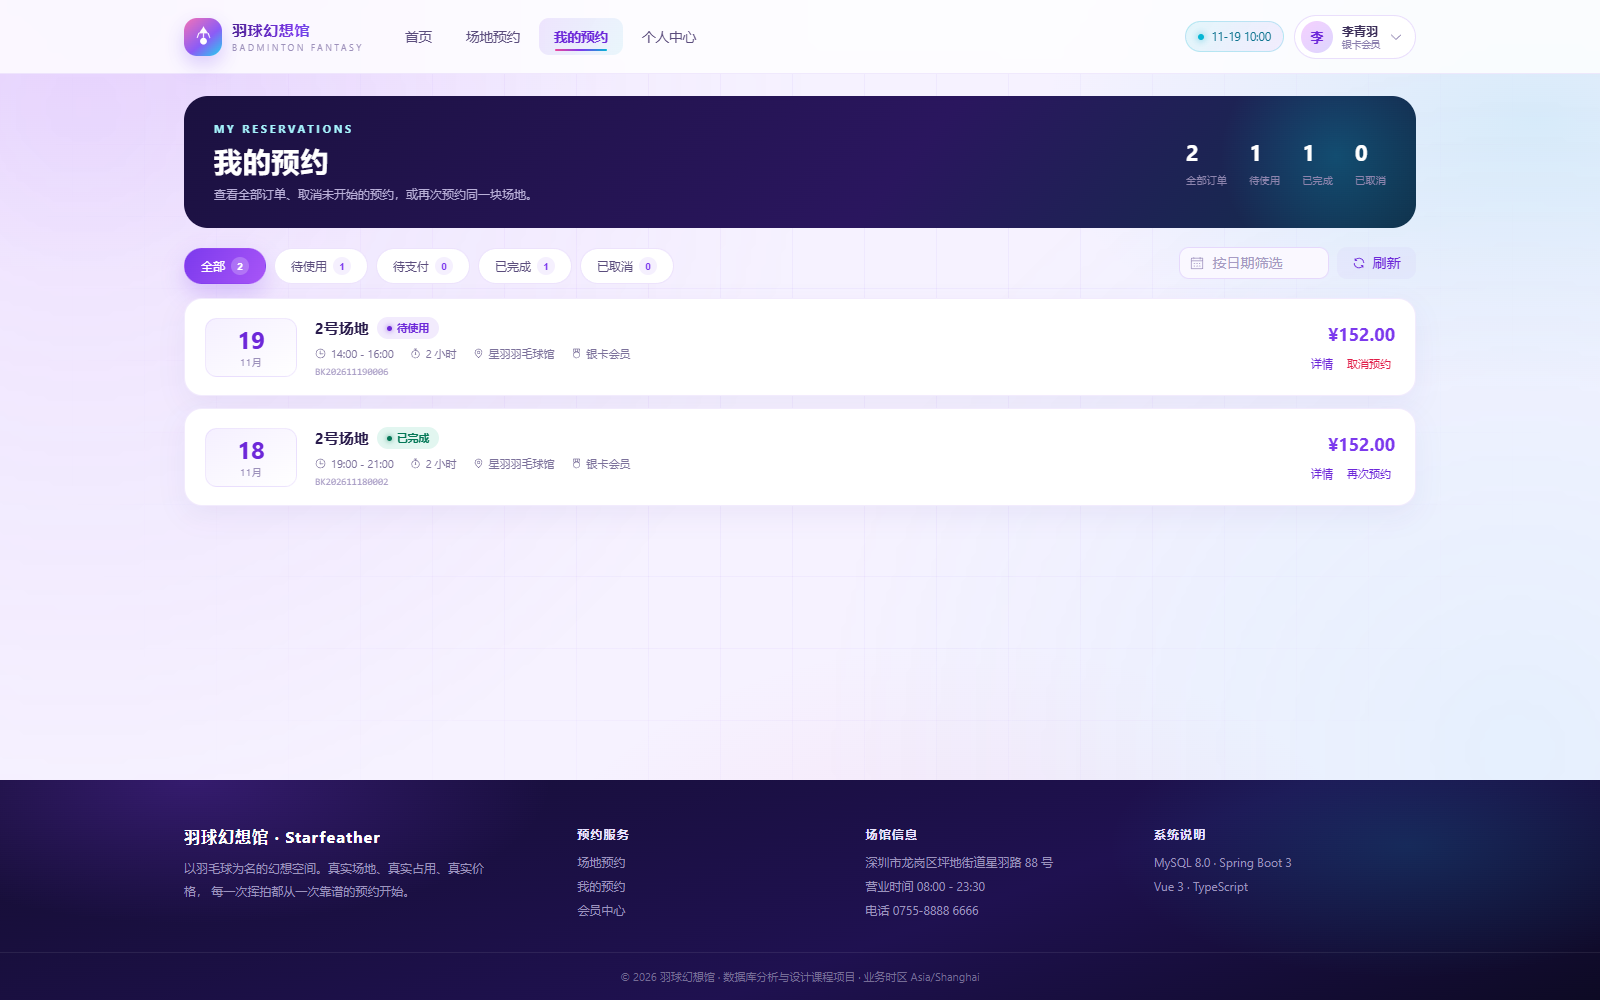 羽球幻想馆
BADMINTON FANTASY
首页
场地预约
我的预约
个人中心
11-19 10:00
李
李青羽
银卡会员
MY RESERVATIONS
我的预约
查看全部订单、取消未开始的预约，或再次预约同一块场地。
2
全部订单
1
待使用
1
已完成
0
已取消
全部 2
待使用 1
待支付 0
已完成 1
已取消 0
按日期筛选
刷新
19
11月
2号场地
待使用
14:00 - 16:00
2 小时
星羽羽毛球馆
银卡会员
BK202611190006
¥152.00
详情
取消预约
18
11月
2号场地
已完成
19:00 - 21:00
2 小时
星羽羽毛球馆
银卡会员
BK202611180002
¥152.00
详情
再次预约
羽球幻想馆 · Starfeather
以羽毛球为名的幻想空间。真实场地、真实占用、真实价
格， 每一次挥拍都从一次靠谱的预约开始。
预约服务
场地预约
我的预约
会员中心
场馆信息
深圳市龙岗区坪地街道星羽路 88 号
营业时间 08:00 - 23:30
电话 0755-8888 6666
系统说明
MySQL 8.0 · Spring Boot 3
Vue 3 · TypeScript
© 2026 羽球幻想馆 · 数据库分析与设计课程项目 · 业务时区 Asia/Shanghai